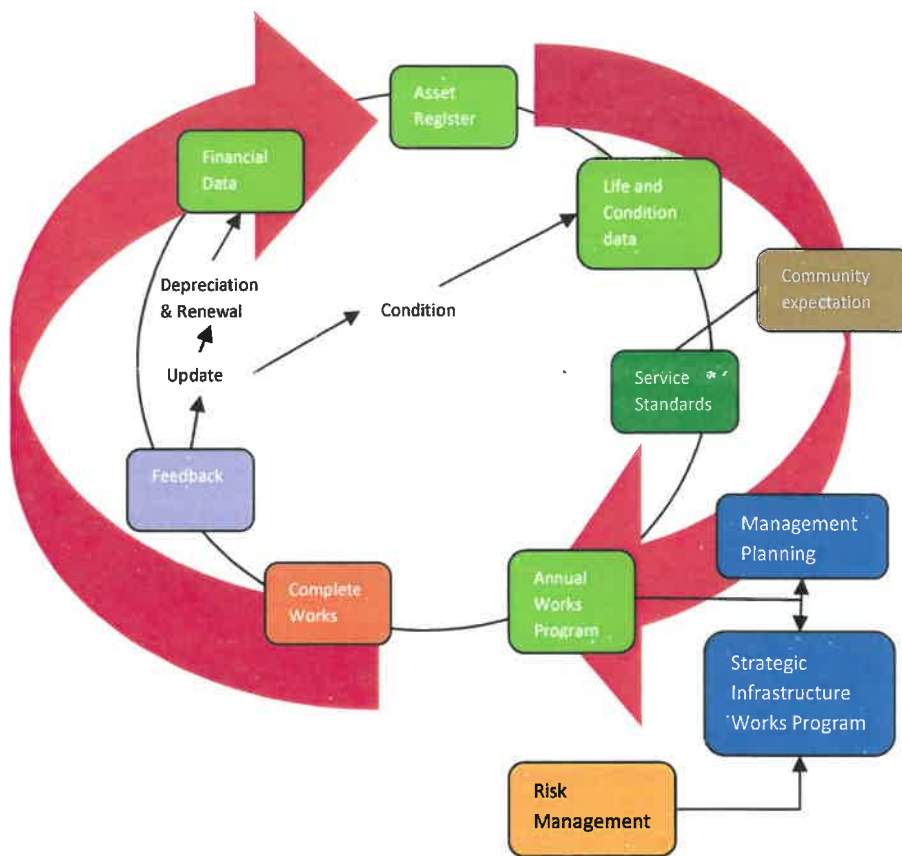 Asset
Register
Financial
Data
Life and
Condition
data
Community
expectation
Depreciation
& Renewal
Condition
Update
Service
Standards
Feedback
Management
Planning
Annual
Works
Program
Complete
Works
Strategic
Infrastructure
Works Program
Risk
Management